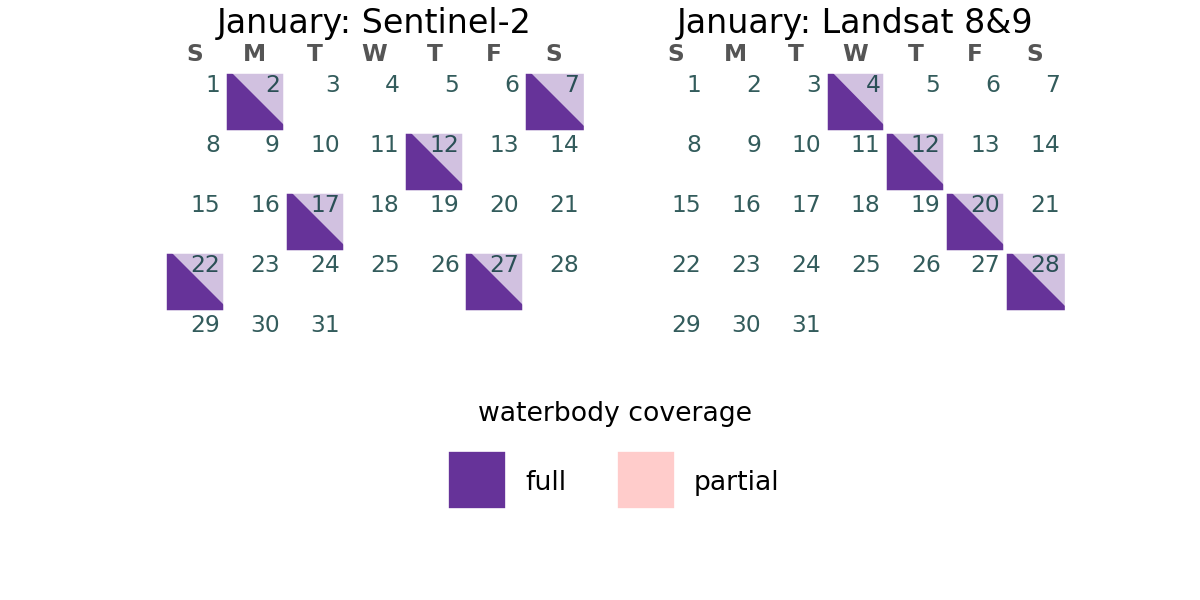 January: Sentinel-2
S M T W T F S
1 2 3 4 5 6 7
8 9 10 11 12 13 14
15 16 17 18 19 20 21
22 23 24 25 26 27 28
29 30 31
January: Landsat 8&9
S M T W T F S
1 2 3 4 5 6 7
8 9 10 11 12 13 14
15 16 17 18 19 20 21
22 23 24 25 26 27 28
29 30 31
waterbody coverage
full
partial